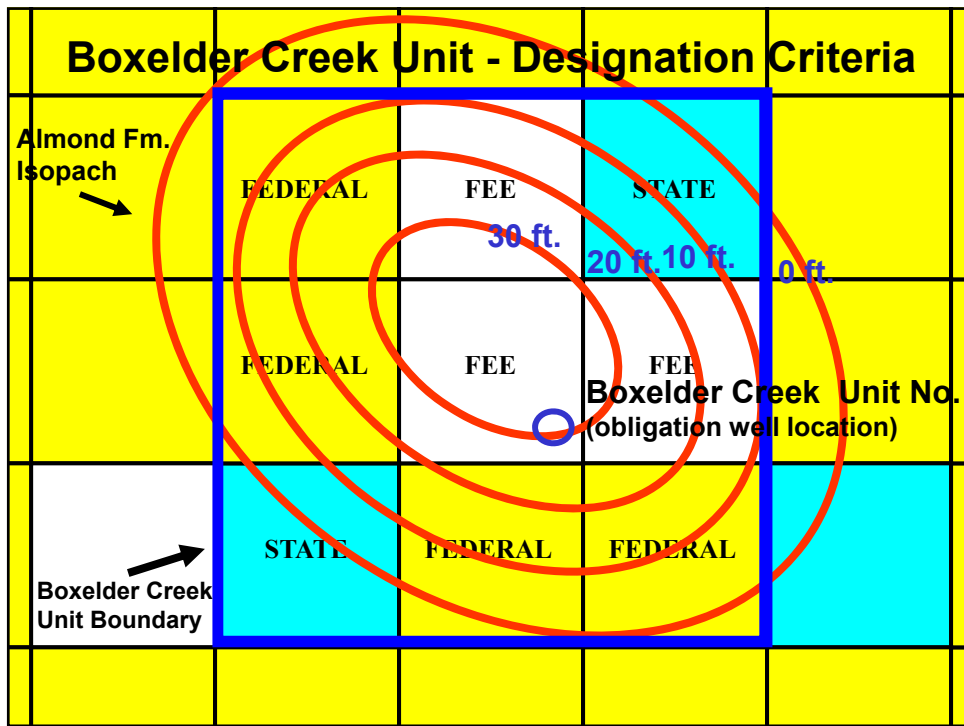 Boxelder Creek Unit - Designation Criteria
Almond Fm.
Isopach
FEDERAL
FEE
STATE
30 ft.
20 ft.
10 ft.
0 ft.
FEDERAL
FEE
FEE
Boxelder Creek Unit No.
(obligation well location)
STATE
FEDERAL
FEDERAL
Boxelder Creek
Unit Boundary